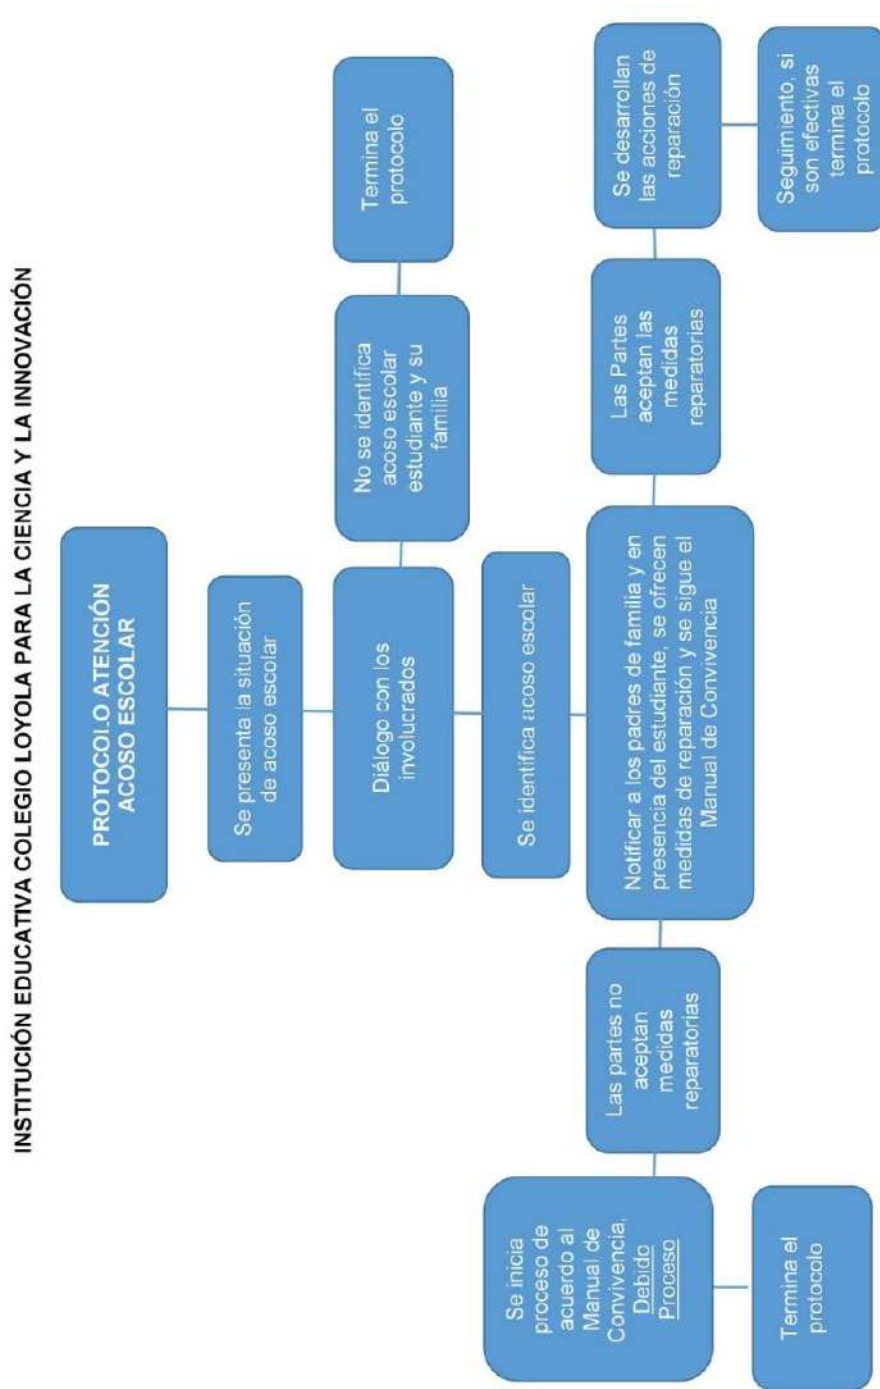 INSTITUCIÓN EDUCATIVA COLEGIO LOYOLA PARA LA CIENCIA Y LA INNOVACIÓN
PROTOCOLO ATENCIÓN
ACOSO ESCOLAR
Se presenta la situación
de acoso escolar
Diálogo con los
involucrados
No se identifica
acoso escolar
estudiante y su
familia
Termina el
protocolo
Se identifica acoso escolar
Notificar a los padres de familia y en
presencia del estudiante, se ofrecen
medidas de reparación y se sigue el
Manual de Convivencia
Las partes no
aceptan
medidas
reparatorias
Se inicia
proceso de
acuerdo al
Manual de
Convivencia,
Debido
Proceso
Termina el
protocolo
Las Partes
aceptan las
medidas
reparatorias
Se desarrollan
las acciones de
reparación
Seguimiento, si
son efectivas
termina el
protocolo